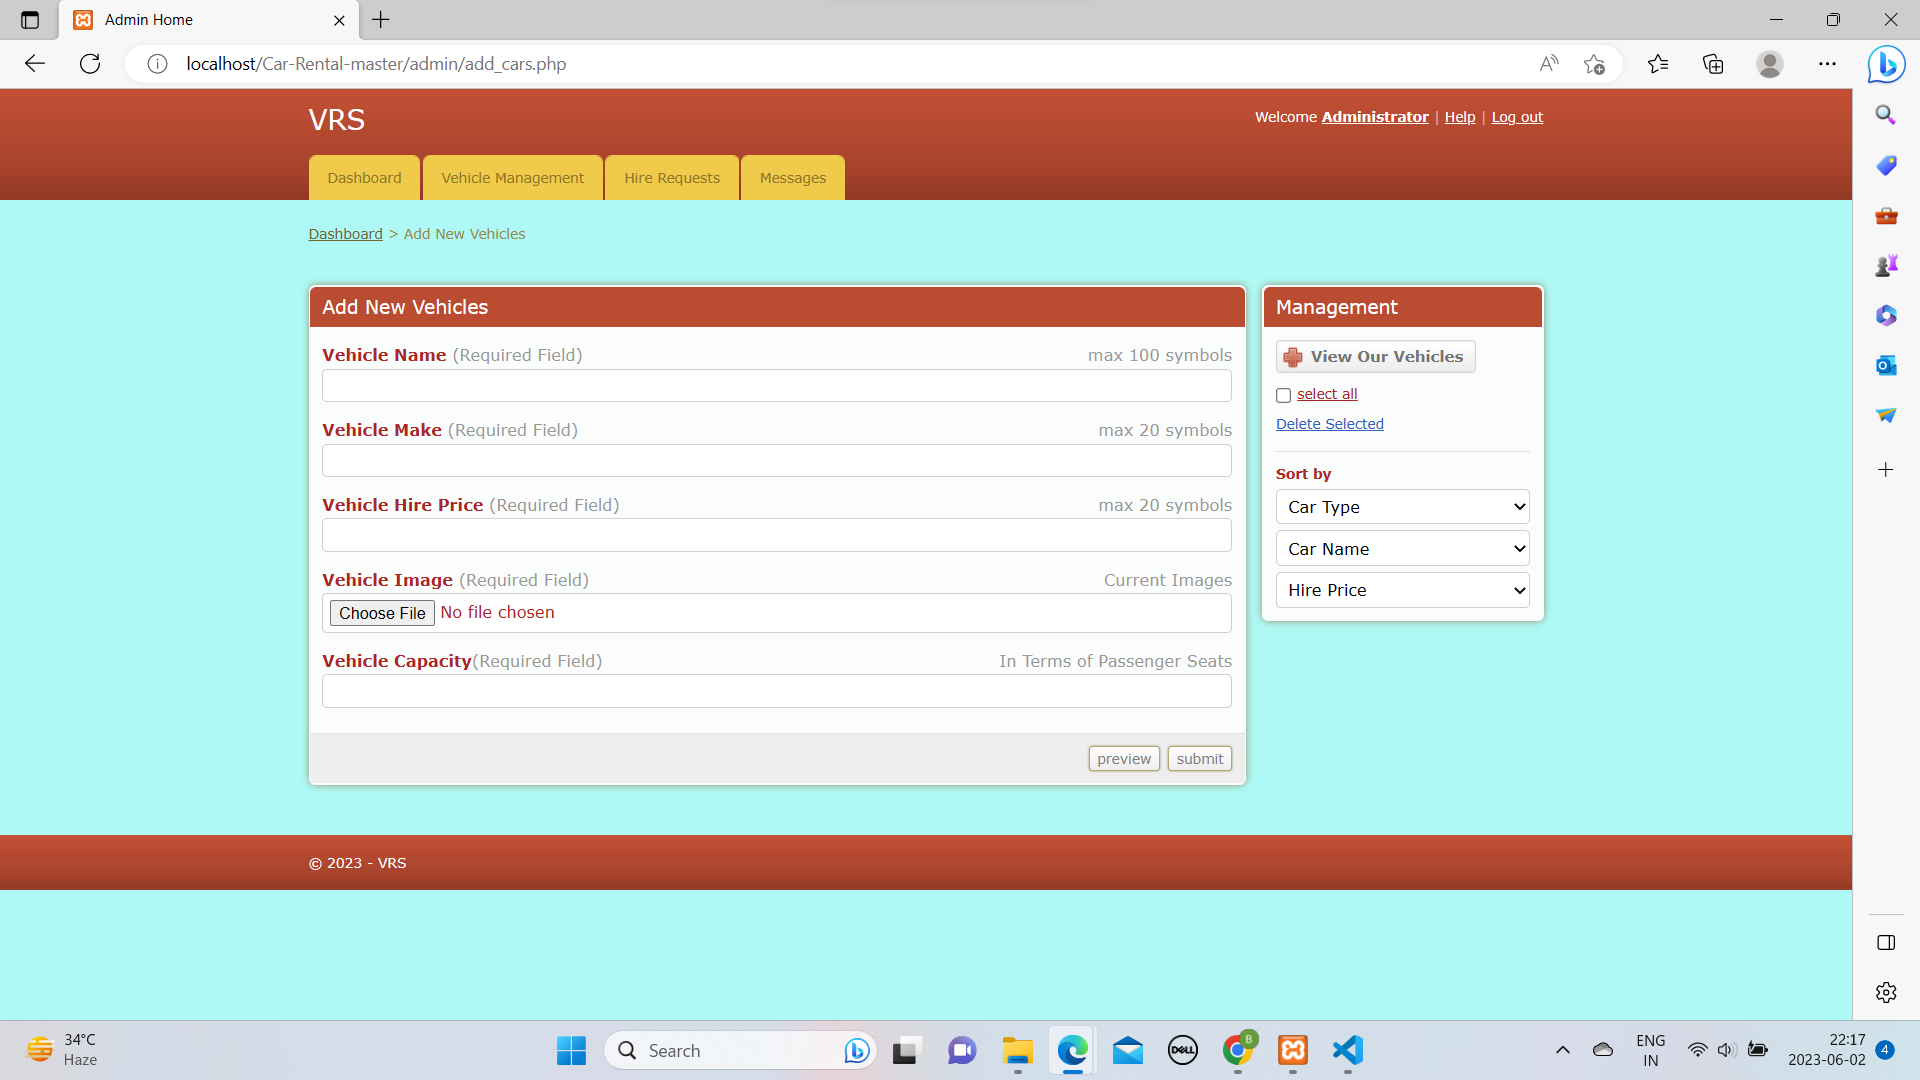 Admin Home
localhost/Car-Rental-master/admin/add_cars.php
VRS
Welcome Administrator | Help | Log out
Dashboard Vehicle Management Hire Requests Messages
Dashboard > Add New Vehicles
Add New Vehicles
Vehicle Name (Required Field) max 100 symbols
Vehicle Make (Required Field) max 20 symbols
Vehicle Hire Price (Required Field) max 20 symbols
Vehicle Image (Required Field) Current Images
Choose File No file chosen
Vehicle Capacity(Required Field) In Terms of Passenger Seats
preview submit
Management
View Our Vehicles
select all
Delete Selected
Sort by
Car Type
Car Name
Hire Price
© 2023 - VRS
34°C
Haze
Search
DELL
B
ENG
IN
22:17
2023-06-02
4